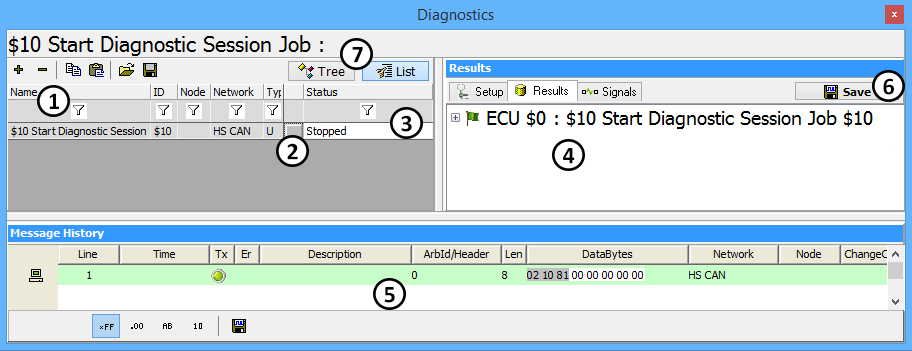 Diagnostics
x
$10 Start Diagnostic Session Job :
7
Tree List
Name ID Node Network Typ Status
1
3
$10 Start Diagnostic Session $10 HS CAN U Stopped
2
Results
6
Setup Results Signals Save
ECU $0 : $10 Start Diagnostic Session Job $10
4
Message History
Line Time Tx Er Description ArbId/Header Len DataBytes Network Node ChangeC
1 0 8 02 10 81 00 00 00 00 00 HS CAN
5
×FF .00 AB 10